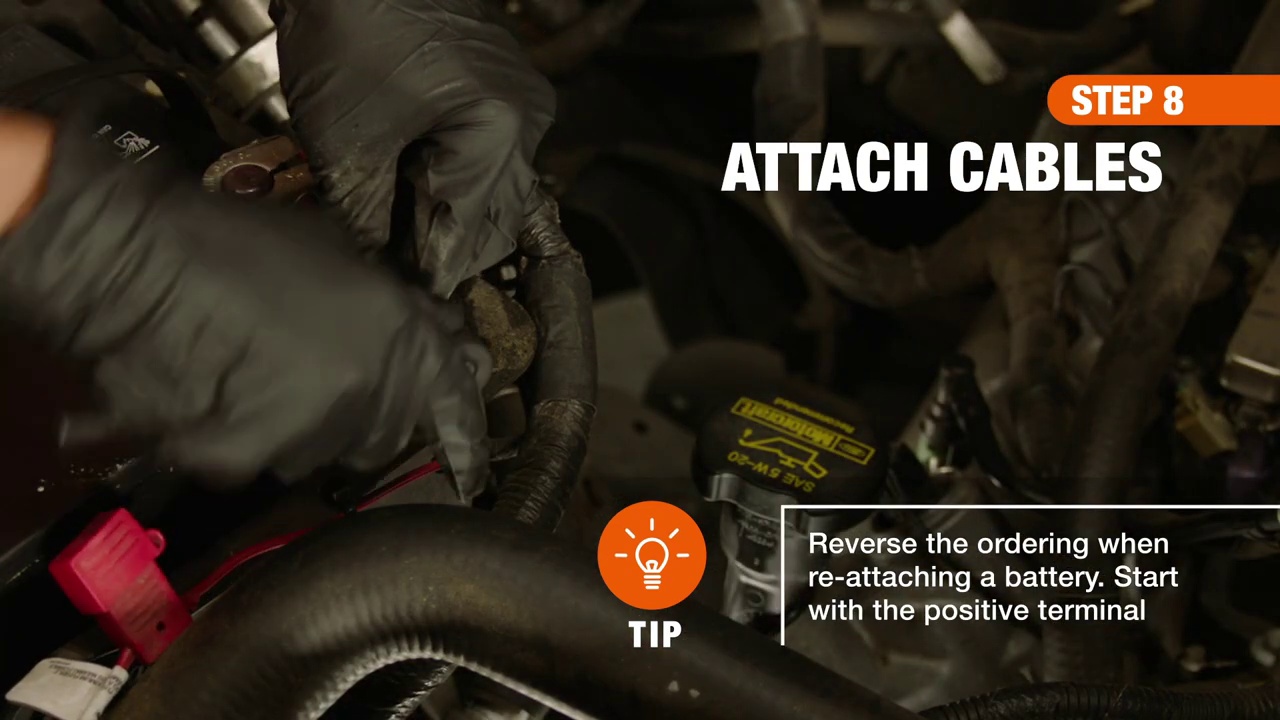 STEP 8
ATTACH CABLES
Motorcraft
Recommended
SAE 5W-20
TIP
Reverse the ordering when
re-attaching a battery. Start
with the positive terminal